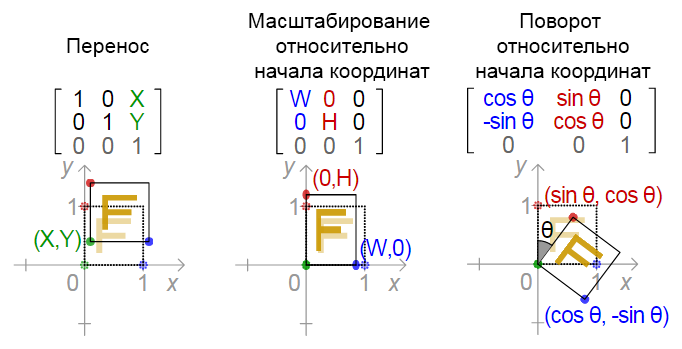 Перенос
Масштабирование
относительно
начала координат
Поворот
относительно
начала координат
1 0 X
0 1 Y
0 0 1
W 0 0
0 H 0
0 0 1
cos θ sin θ 0
-sin θ cos θ 0
0 0 1
y
1
(X,Y)
0 1 x
y
(0,H)
1
(W,0)
0 1 x
y
1
(sin θ, cos θ)
θ
0 1 x
(cos θ, -sin θ)